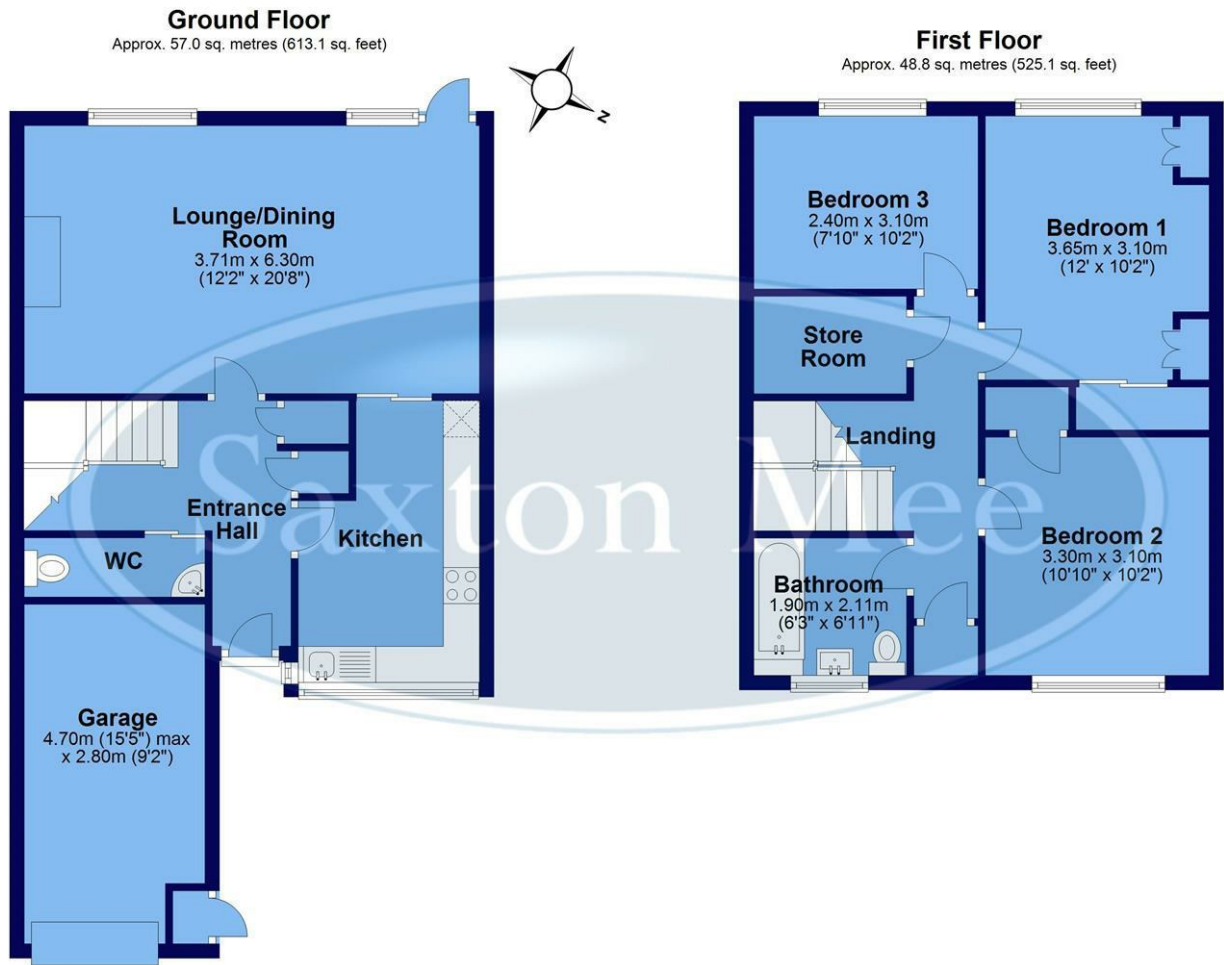 Ground Floor
Approx. 57.0 sq. metres (613.1 sq. feet)
N
Lounge/Dining
Room
3.71m x 6.30m
(12'2" x 20'8")
Entrance
Hall
Kitchen
WC
Garage
4.70m (15'5") max
x 2.80m (9'2")
First Floor
Approx. 48.8 sq. metres (525.1 sq. feet)
Bedroom 3
2.40m x 3.10m
(7'10" x 10'2")
Bedroom 1
3.65m x 3.10m
(12' x 10'2")
Store
Room
Landing
Bedroom 2
3.30m x 3.10m
(10'10" x 10'2")
Bathroom
1.90m x 2.11m
(6'3" x 6'11")
Saxton Mee